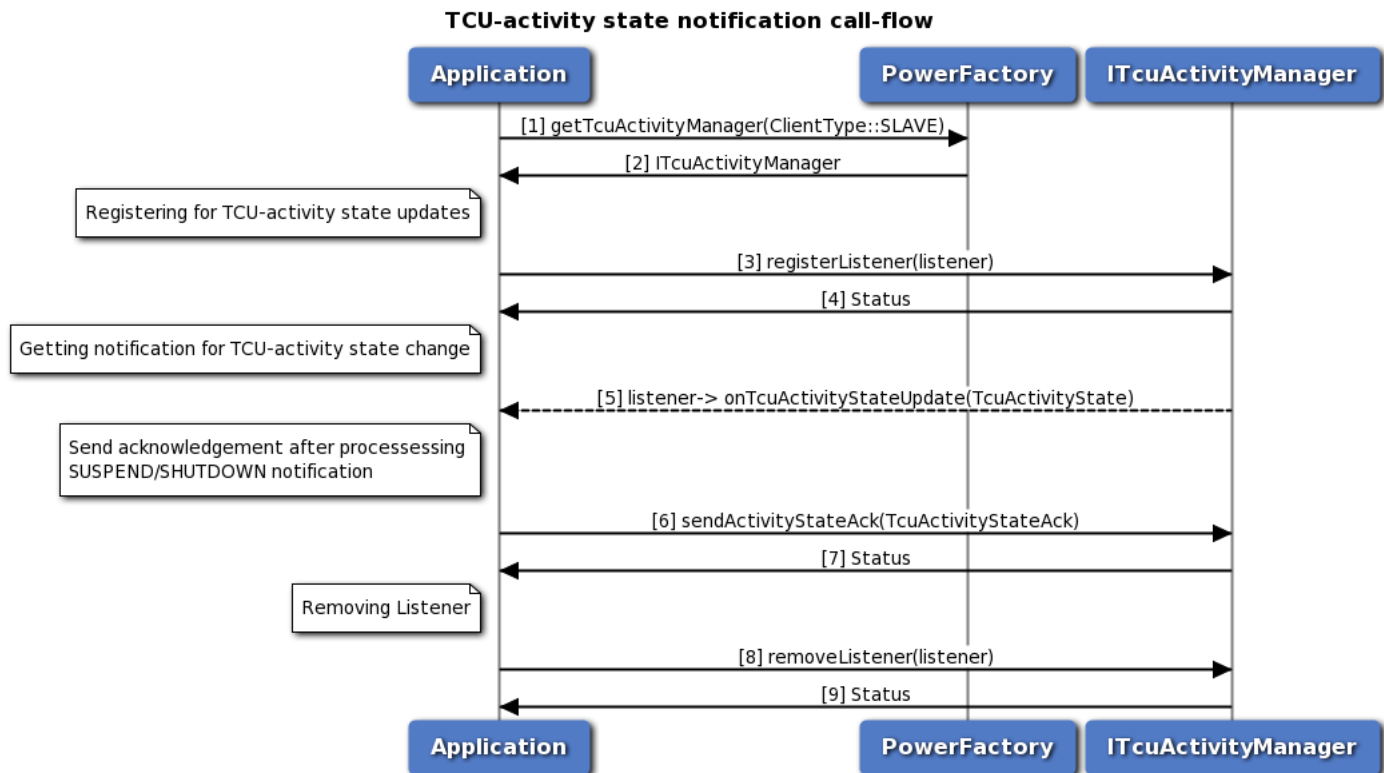 TCU-activity state notification call-flow
Application
PowerFactory
ITcuActivityManager
[1] getTcuActivityManager(ClientType::SLAVE)
[2] ITcuActivityManager
Registering for TCU-activity state updates
[3] registerListener(listener)
[4] Status
Getting notification for TCU-activity state change
[5] listener-> onTcuActivityStateUpdate(TcuActivityState)
Send acknowledgement after processessing
SUSPEND/SHUTDOWN notification
[6] sendActivityStateAck(TcuActivityStateAck)
[7] Status
Removing Listener
[8] removeListener(listener)
[9] Status
Application
PowerFactory
ITcuActivityManager